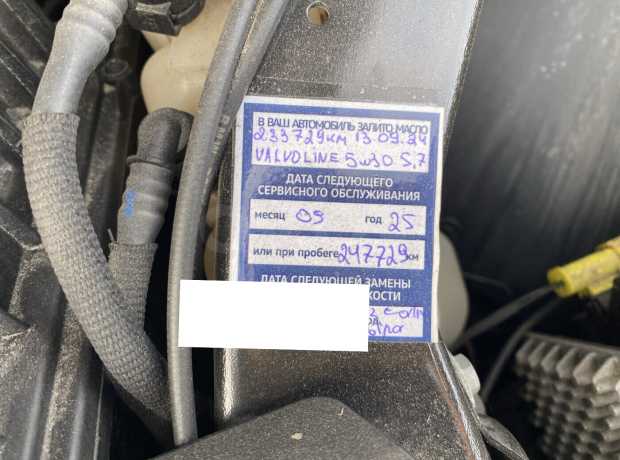 В ВАШ АВТОМОБИЛЬ ЗАЛИТО МАСЛО
233729км 13 09.24
VALVOLINE 5w30 5,7
ДАТА СЛЕДУЮЩЕГО
СЕРВИСНОГО ОБСЛУЖИВАНИЯ
месяц 09 год 25
или при пробеге 247729 км
ДАТА СЛЕДУЮЩЕЙ ЗАМЕНЫ